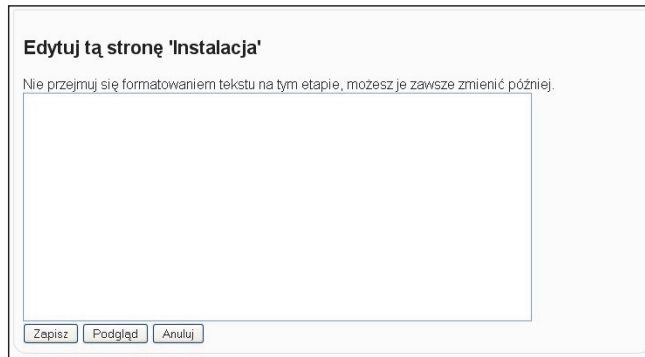 Edytuj tą stronę 'Instalacja'
Nie przejmuj się formatowaniem tekstu na tym etapie, możesz je zawsze zmienić później.
Zapisz Podgląd Anuluj